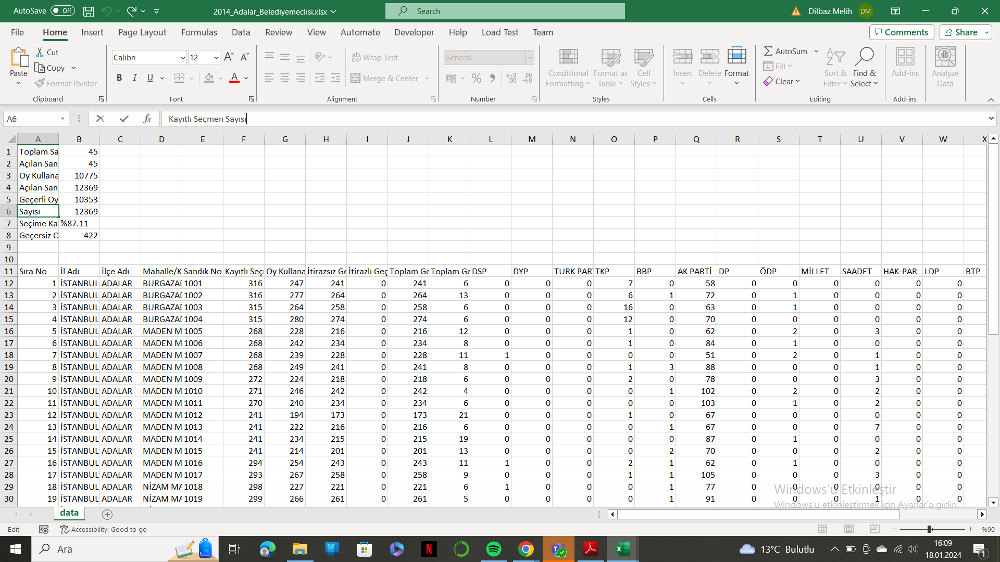 AutoSave Off 2014_Adalar_Belediyemeclisi.xlsx Search Dilbaz Melih DM
File Home Insert Page Layout Formulas Data Review View Automate Developer Help Load Test Team Comments Share
Paste Cut Copy Format Painter Clipboard
Calibri 12 B I U A Font
Wrap Text Merge & Center Alignment
General % Number
Conditional Formatting Format as Table Cell Styles Styles
Insert Delete Format Cells
AutoSum Fill Clear Sort & Filter Find & Select Editing
Add-ins Add-ins
Analyze Data
A6 fx Kayıtlı Seçmen Sayısı
A B C D E F G H I J K L M N O P Q R S T U V W X
1 Toplam Sa 45
2 Açılan San 45
3 Oy Kullana 10775
4 Açılan San 12369
5 Geçerli Oy 10353
6 Sayısı 12369
7 Seçime Ka %87.11
8 Geçersiz O 422
9
10
11 Sıra No İl Adı İlçe Adı Mahalle/K Sandık No Kayıtlı Seç Oy Kullana İtirazsız Ge İtirazlı Geç Toplam Ge Toplam Ge DSP DYP TURK PAR TKP BBP AK PARTİ DP ÖDP MİLLET SAADET HAK-PAR LDP BTP
12 1 İSTANBUL ADALAR BURGAZA 1001 316 247 241 0 241 6 0 0 0 7 0 58 0 0 0 0 0 0
13 2 İSTANBUL ADALAR BURGAZA 1002 316 277 264 0 264 13 0 0 0 6 1 72 0 1 0 0 0 0
14 3 İSTANBUL ADALAR BURGAZA 1003 315 264 258 0 258 6 0 0 0 16 0 63 0 1 0 0 0 0
15 4 İSTANBUL ADALAR BURGAZA 1004 315 280 274 0 274 6 0 0 0 12 0 70 0 0 0 0 0 0
16 5 İSTANBUL ADALAR MADEN M 1005 268 228 216 0 216 12 0 0 0 1 0 62 0 2 0 3 0 0
17 6 İSTANBUL ADALAR MADEN M 1006 268 242 234 0 234 8 0 0 0 1 0 84 0 1 0 0 0 0
18 7 İSTANBUL ADALAR MADEN M 1007 268 239 228 0 228 11 1 0 0 0 0 51 0 2 0 1 0 0
19 8 İSTANBUL ADALAR MADEN M 1008 268 249 241 0 241 8 0 0 0 1 3 88 0 0 0 1 0 0
20 9 İSTANBUL ADALAR MADEN M 1009 272 224 218 0 218 6 0 0 0 2 0 78 0 0 0 3 0 0
21 10 İSTANBUL ADALAR MADEN M 1010 271 246 242 0 242 4 0 0 0 0 1 102 0 2 0 2 0 0
22 11 İSTANBUL ADALAR MADEN M 1011 270 240 234 0 234 6 0 0 0 0 0 103 0 1 0 2 0 0
23 12 İSTANBUL ADALAR MADEN M 1012 241 194 173 0 173 21 0 0 0 1 0 67 0 0 0 0 0 0
24 13 İSTANBUL ADALAR MADEN M 1013 241 222 216 0 216 6 0 0 0 0 1 67 0 0 0 7 0 0
25 14 İSTANBUL ADALAR MADEN M 1014 241 234 215 0 215 19 0 0 0 0 0 87 0 1 0 0 0 0
26 15 İSTANBUL ADALAR MADEN M 1015 241 214 201 0 201 13 0 0 0 0 2 70 0 0 0 2 0 0
27 16 İSTANBUL ADALAR MADEN M 1016 294 254 243 0 243 11 1 0 0 2 1 62 0 1 0 0 0 0
28 17 İSTANBUL ADALAR MADEN M 1017 293 267 258 0 258 9 0 0 0 1 1 105 0 0 0 3 0 0
29 18 İSTANBUL ADALAR NİZAM MA 1018 298 227 221 0 221 6 1 0 0 0 1 77 0 0 0 0 0 0
30 19 İSTANBUL ADALAR NİZAM MA 1019 299 266 261 0 261 5 0 0 0 0 1 91 0 0 0 1 0 0
Windows'u Etkinleştir
Windows'u etkinleştirmek için Ayarlar'a gidin.
data
Edit Accessibility: Good to go %90
Ara 13°C Bulutlu 16:09
18.01.2024 1